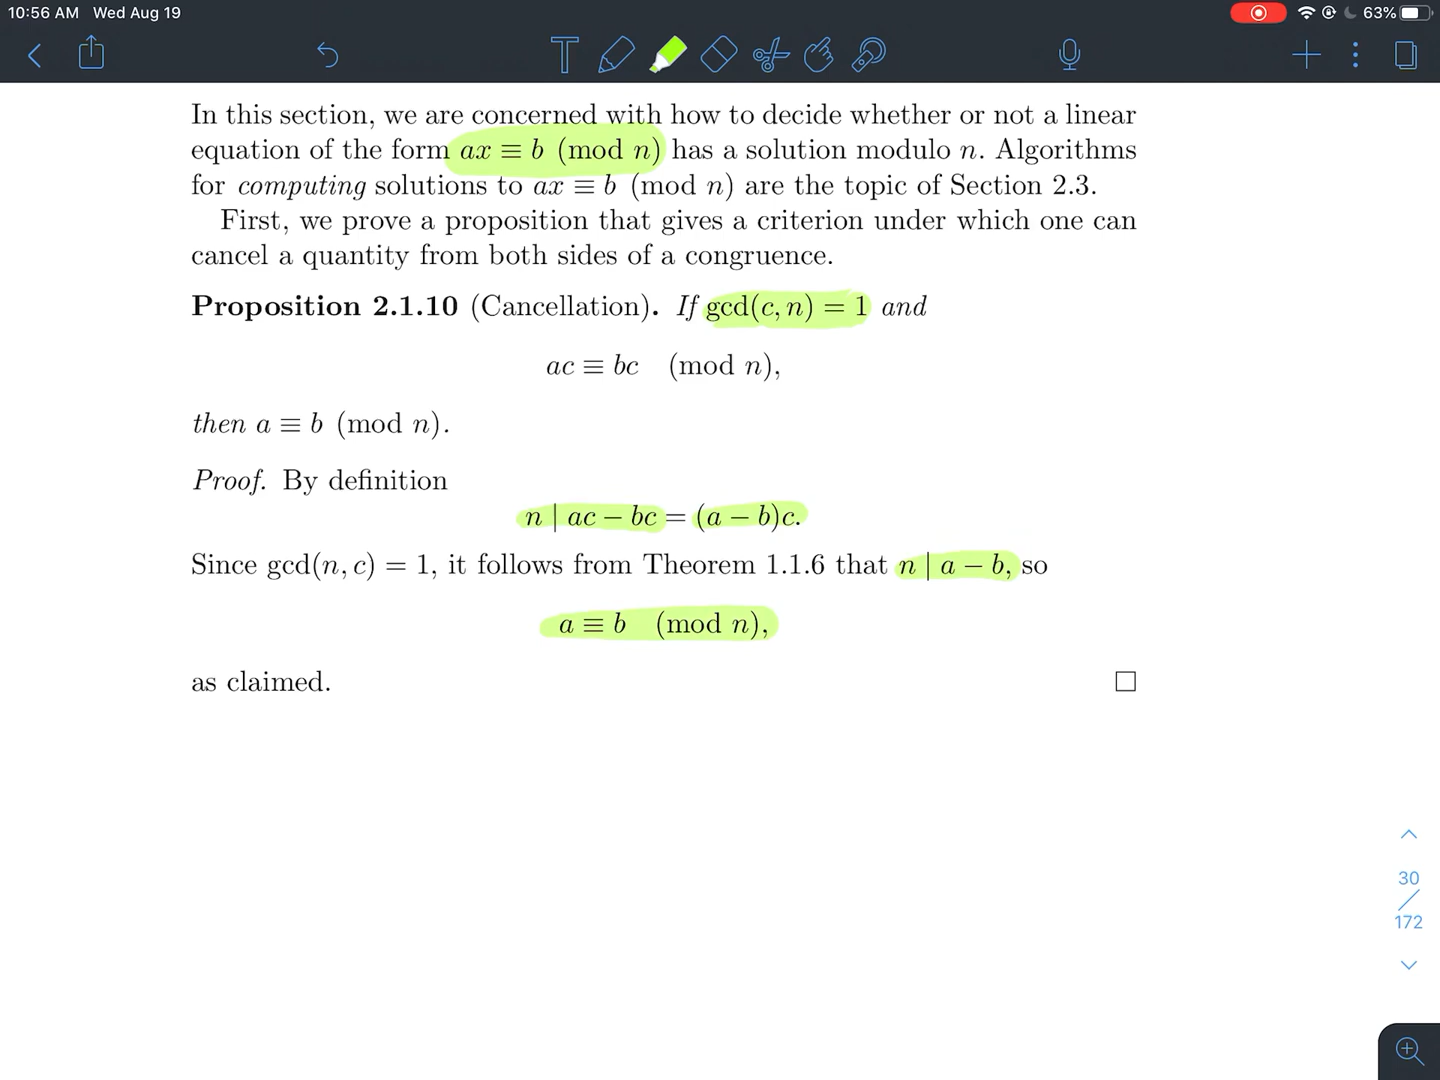 10:56 AM Wed Aug 19
63%
In this section, we are concerned with how to decide whether or not a linear
equation of the form ax ≡ b (mod n) has a solution modulo n. Algorithms
for computing solutions to ax ≡ b (mod n) are the topic of Section 2.3.
First, we prove a proposition that gives a criterion under which one can
cancel a quantity from both sides of a congruence.
Proposition 2.1.10 (Cancellation). If gcd(c, n) = 1 and
ac ≡ bc (mod n),
then a ≡ b (mod n).
Proof. By definition
n | ac − bc = (a − b)c.
Since gcd(n, c) = 1, it follows from Theorem 1.1.6 that n | a − b, so
a ≡ b (mod n),
as claimed. □
30
/
172